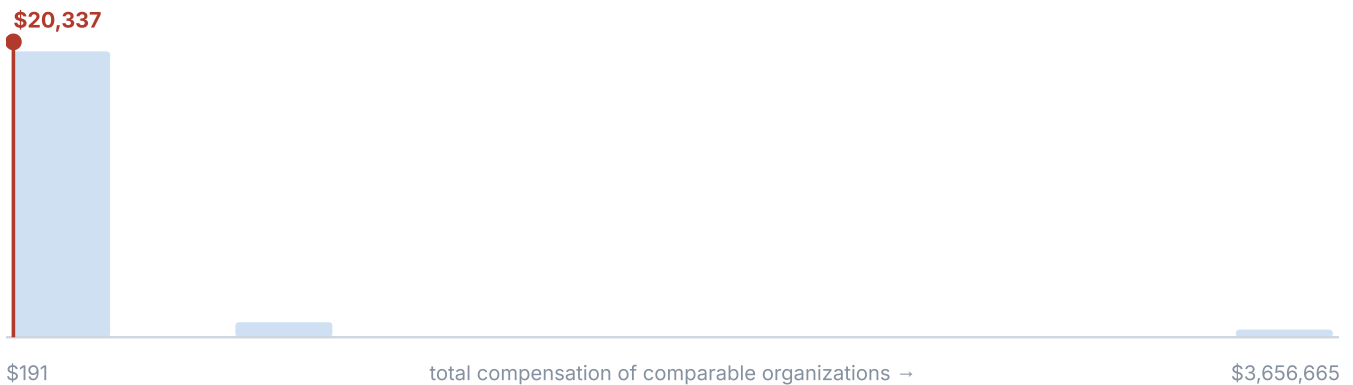 $20,337
$191
total compensation of comparable organizations →
$3,656,665